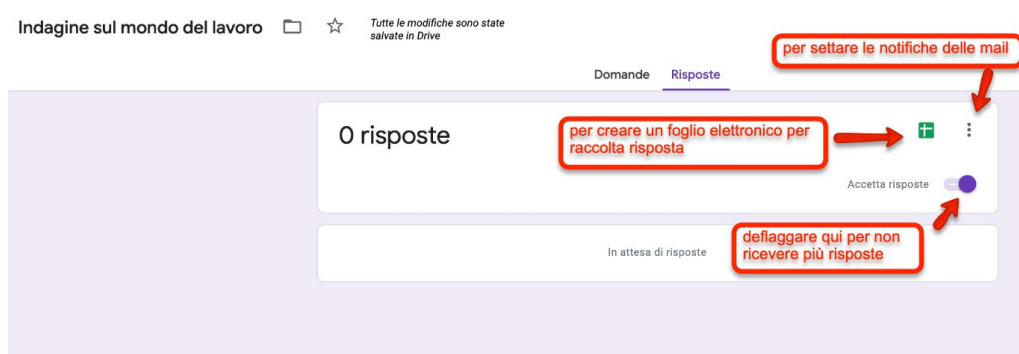 Indagine sul mondo del lavoro
Tutte le modifiche sono state
salvate in Drive
per settare le notifiche delle mail
Domande Risposte
0 risposte
per creare un foglio elettronico per
raccolta risposta
Accetta risposte
deflaggare qui per non
ricevere più risposte
In attesa di risposte